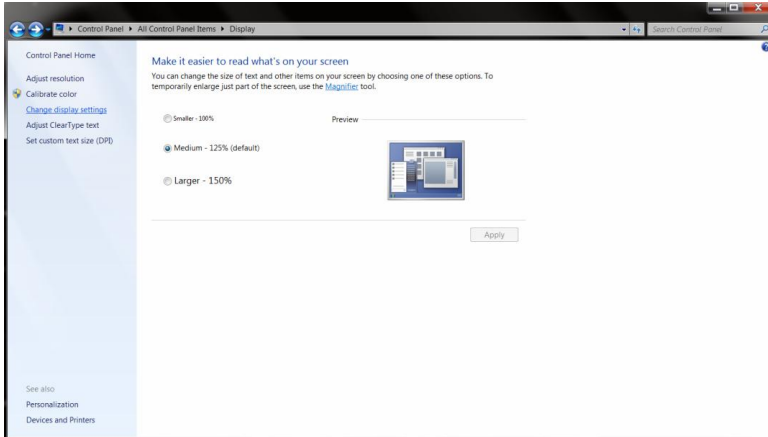 Control Panel ▸ All Control Panel Items ▸ Display
Search Control Panel
Control Panel Home
Adjust resolution
Calibrate color
Change display settings
Adjust ClearType text
Set custom text size (DPI)
See also
Personalization
Devices and Printers
Make it easier to read what's on your screen
You can change the size of text and other items on your screen by choosing one of these options. To
temporarily enlarge just part of the screen, use the Magnifier tool.
Smaller - 100%
Preview
Medium - 125% (default)
Larger - 150%
Apply